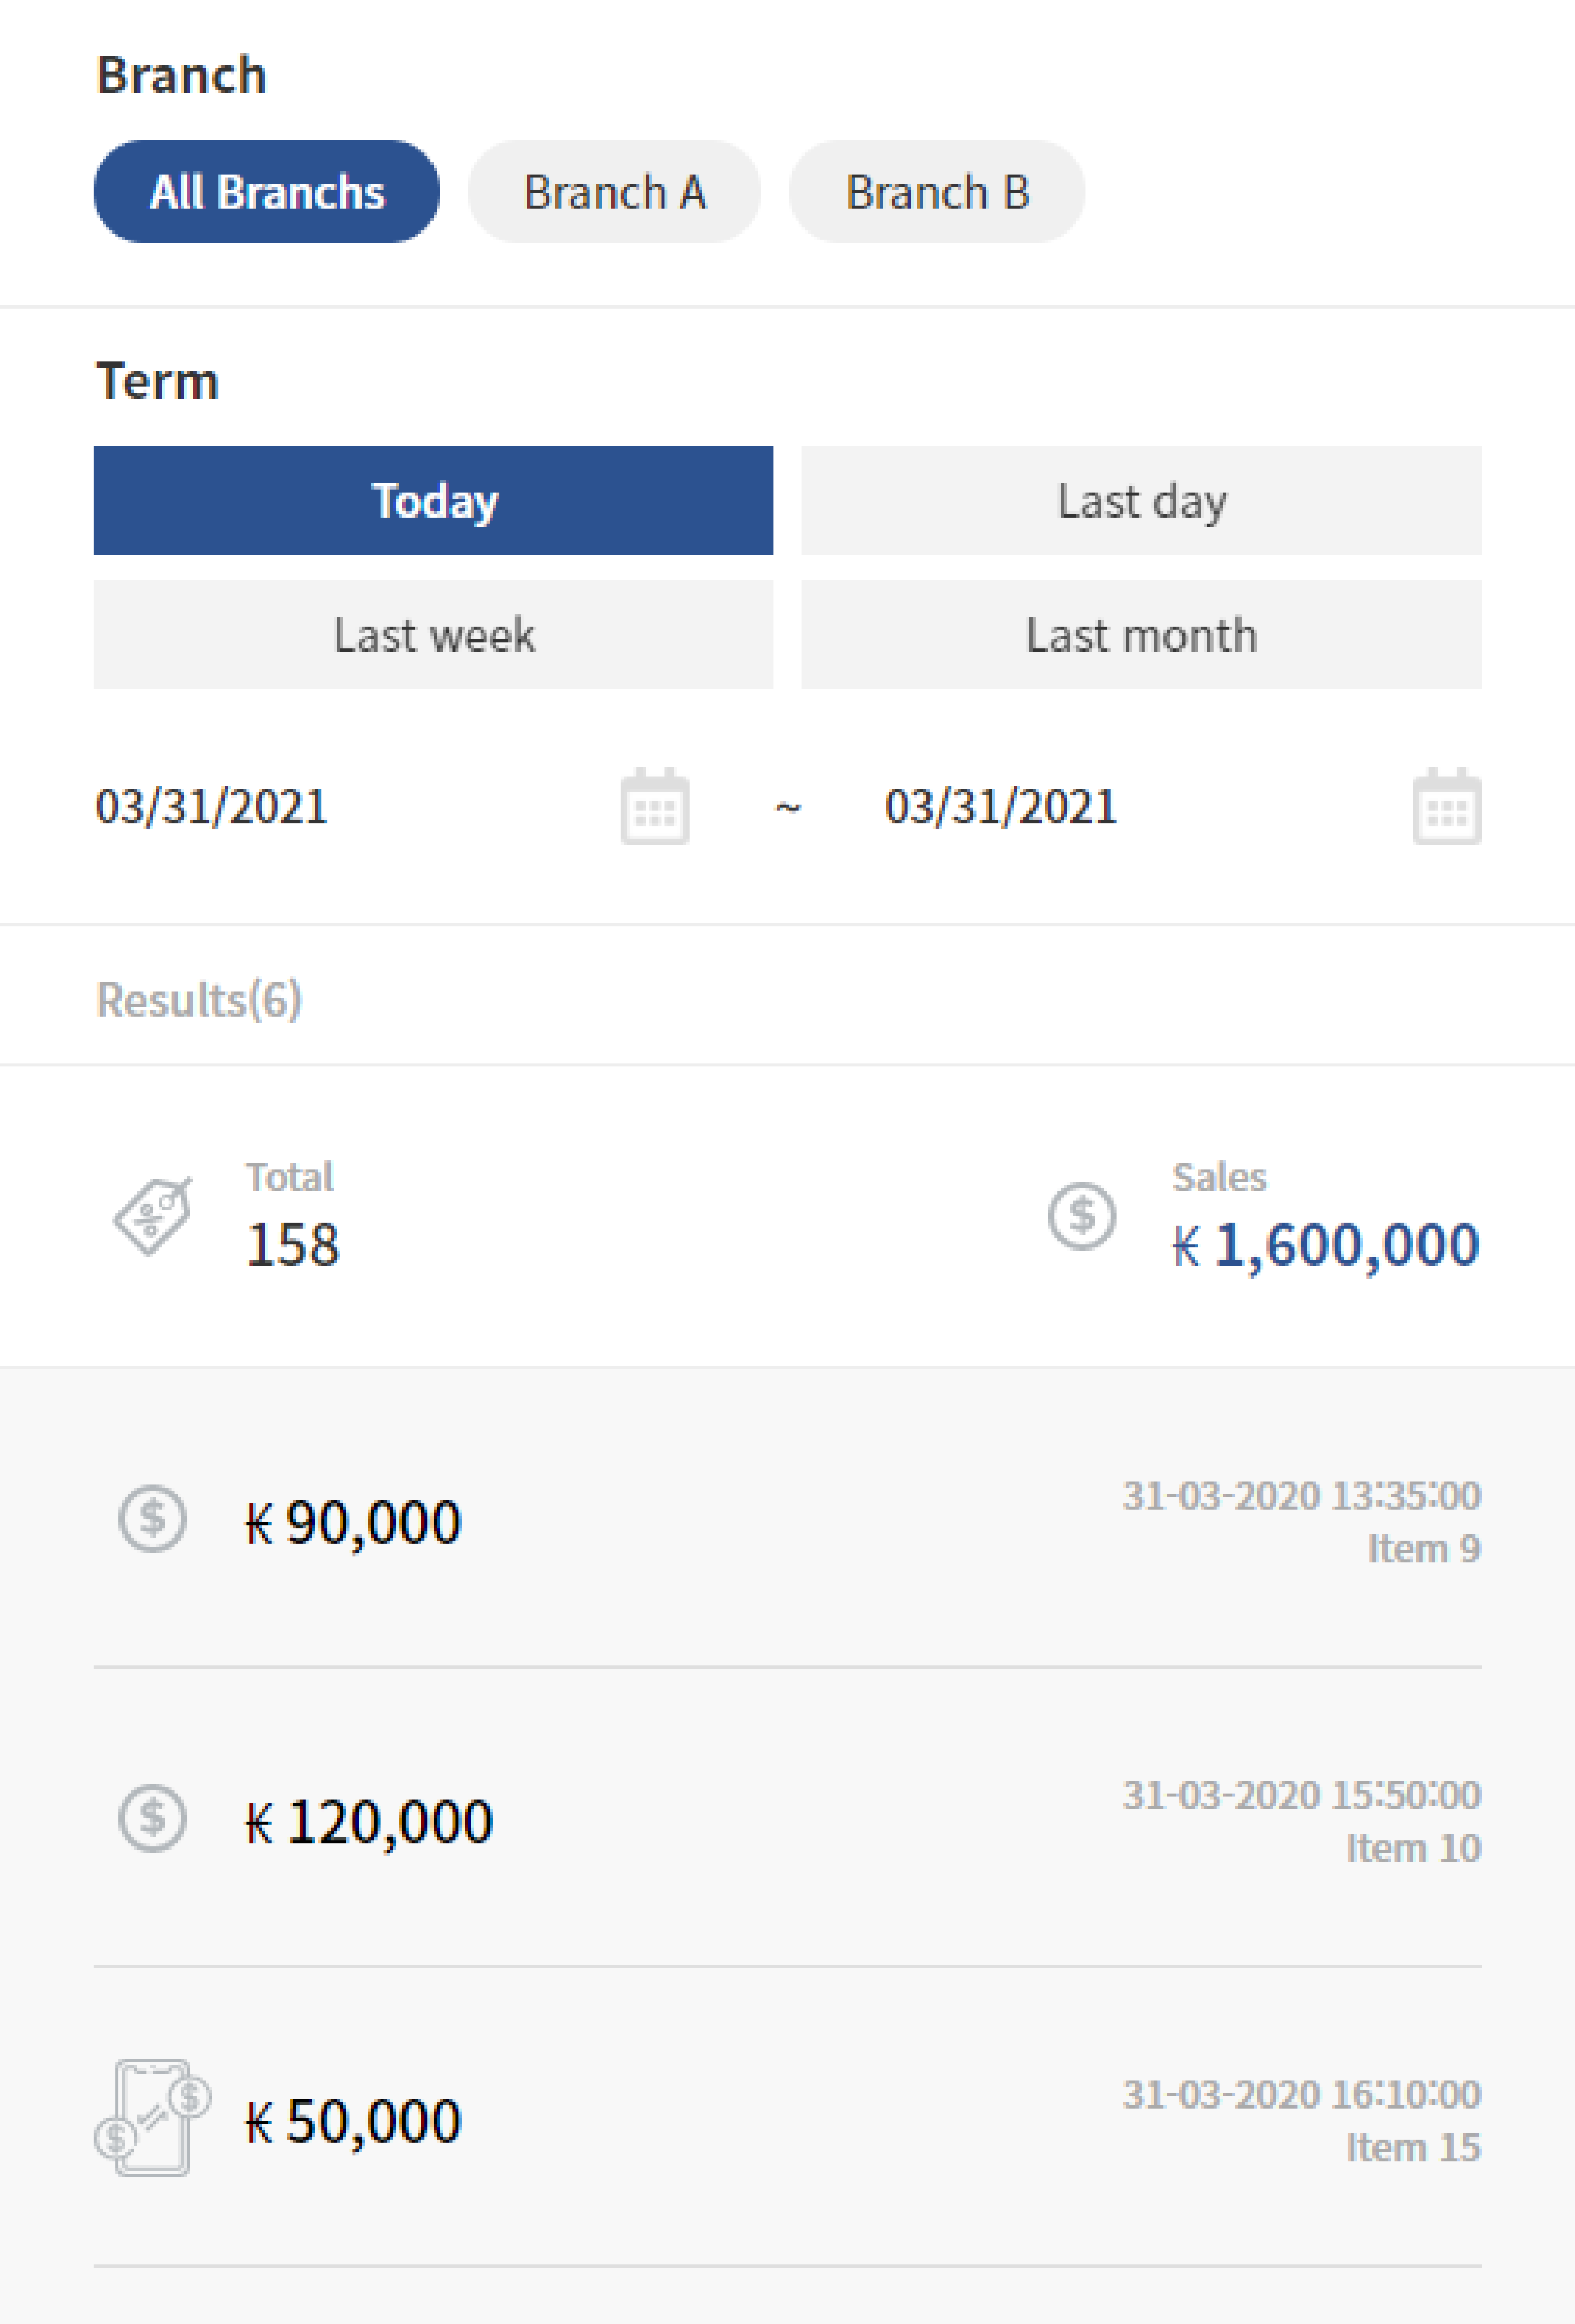 Branch
All Branchs
Branch A
Branch B
Term
Today
Last day
Last week
Last month
03/31/2021 ~ 03/31/2021
Results(6)
Total
158
Sales
₭ 1,600,000
₭ 90,000
31-03-2020 13:35:00
Item 9
₭ 120,000
31-03-2020 15:50:00
Item 10
₭ 50,000
31-03-2020 16:10:00
Item 15